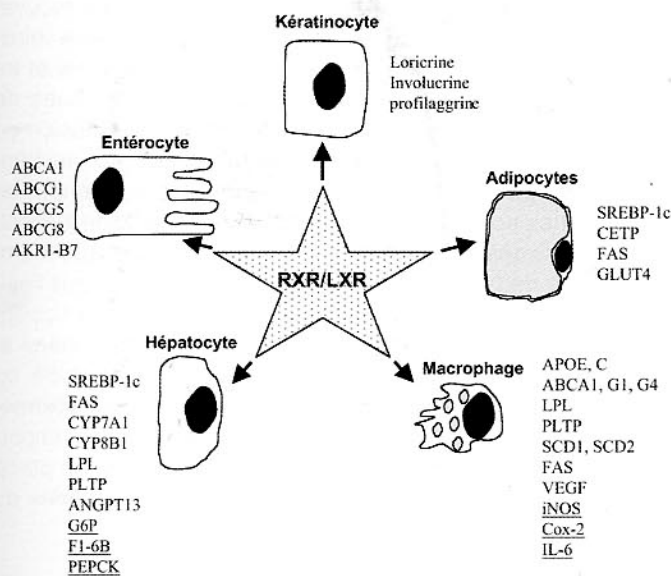 Kératinocyte
Loricrine
Involucrine
profilaggrine
Entérocyte
ABCA1
ABCG1
ABCG5
ABCG8
AKR1-B7
Adipocytes
SREBP-1c
CETP
FAS
GLUT4
RXR/LXR
Hépatocyte
SREBP-1c
FAS
CYP7A1
CYP8B1
LPL
PLTP
ANGPT13
G6P
F1-6B
PEPCK
Macrophage
APOE, C
ABCA1, G1, G4
LPL
PLTP
SCD1, SCD2
FAS
VEGF
iNOS
Cox-2
IL-6